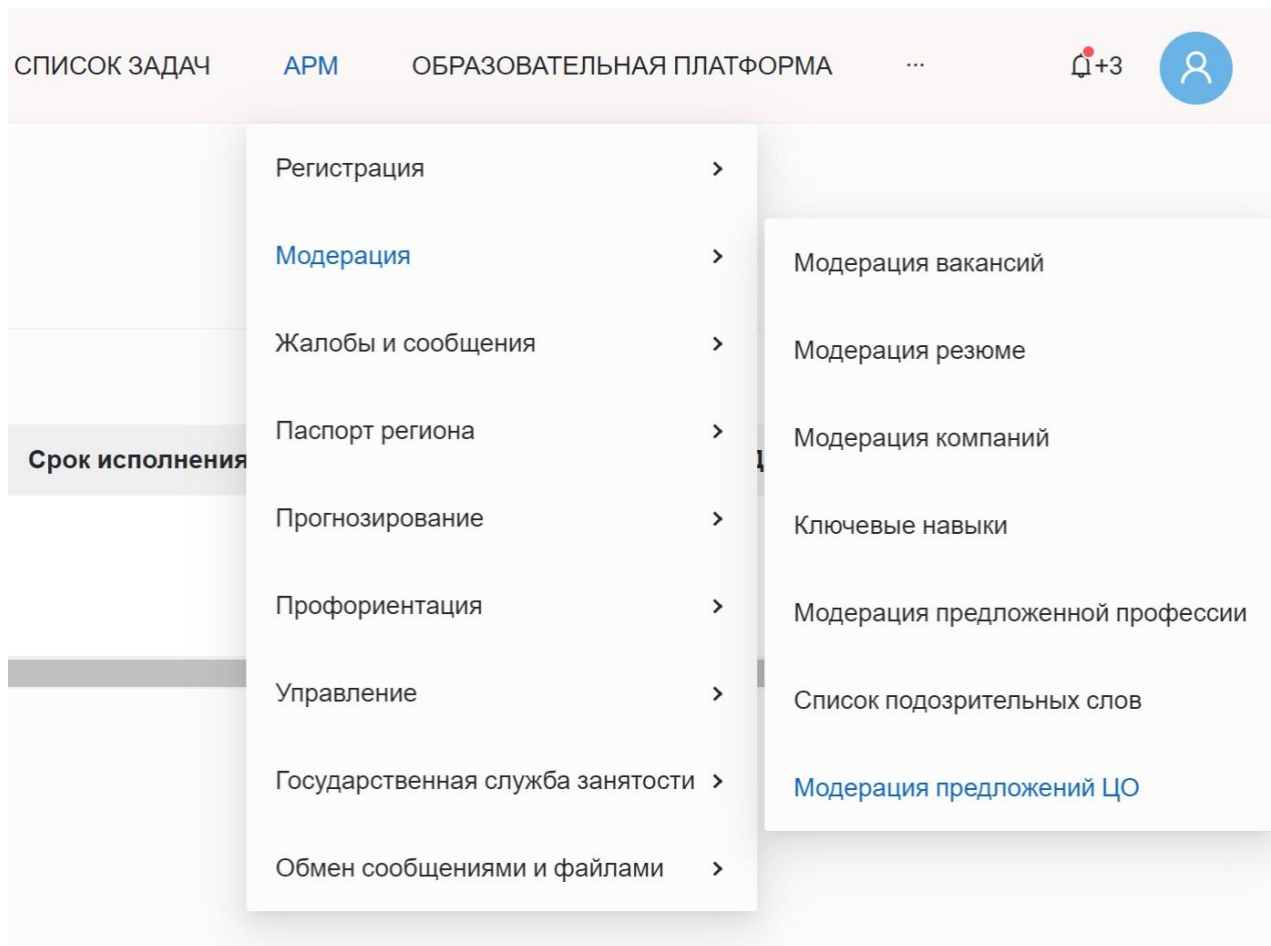 СПИСОК ЗАДАЧ АРМ ОБРАЗОВАТЕЛЬНАЯ ПЛАТФОРМА ... +3
Регистрация
Модерация
Жалобы и сообщения
Паспорт региона
Прогнозирование
Профориентация
Управление
Государственная служба занятости
Обмен сообщениями и файлами
Модерация вакансий
Модерация резюме
Модерация компаний
Ключевые навыки
Модерация предложенной профессии
Список подозрительных слов
Модерация предложений ЦО
Срок исполнения